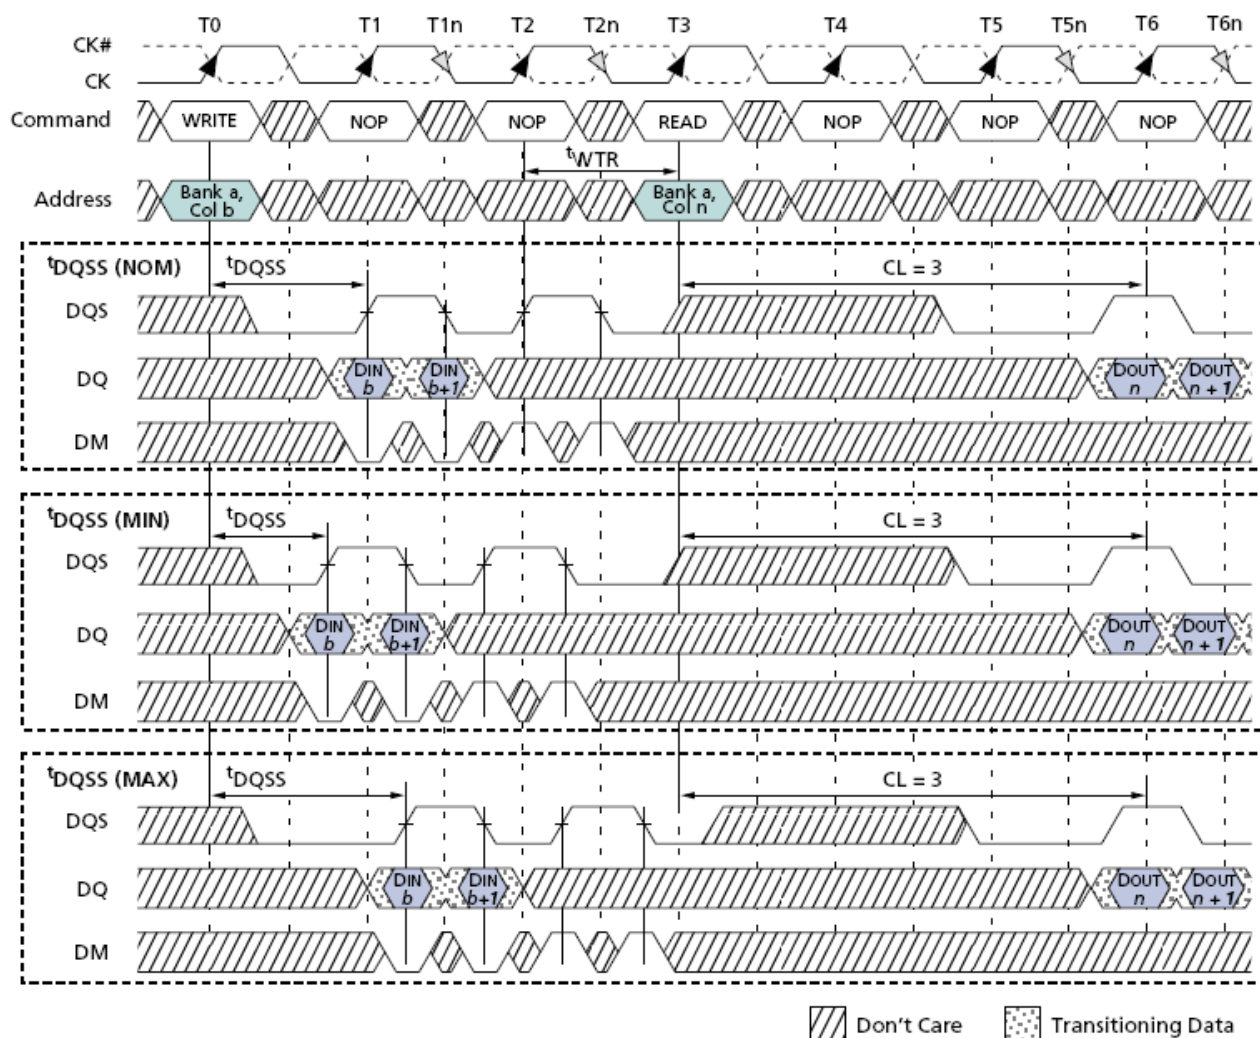 T0 T1 T1n T2 T2n T3 T4 T5 T5n T6 T6n
CK#
CK
Command WRITE NOP NOP READ NOP NOP NOP
tWTR
Address Bank a, Col b Bank a, Col n
tDQSS (NOM) tDQSS CL = 3
DQS
DQ DIN b DIN b+1 DOUT n DOUT n + 1
DM
tDQSS (MIN) tDQSS CL = 3
DQS
DQ DIN b DIN b+1 DOUT n DOUT n + 1
DM
tDQSS (MAX) tDQSS CL = 3
DQS
DQ DIN b DIN b+1 DOUT n DOUT n + 1
DM
Don't Care Transitioning Data